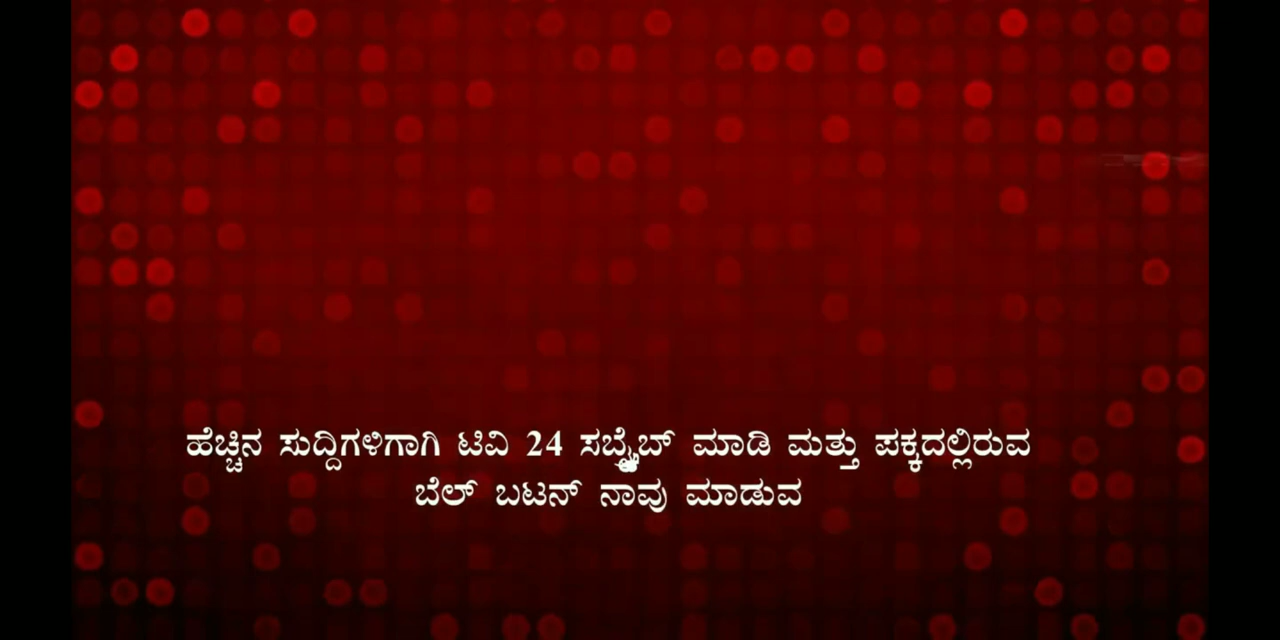 ಹೆಚ್ಚಿನ ಸುದ್ದಿಗಳಿಗಾಗಿ ಟಿವಿ 24 ಸಬ್ಸ್ಕ್ರೈಬ್ ಮಾಡಿ ಮತ್ತು ಪಕ್ಕದಲ್ಲಿರುವ
ಬೆಲ್ ಬಟನ್ ನಾವು ಮಾಡುವ